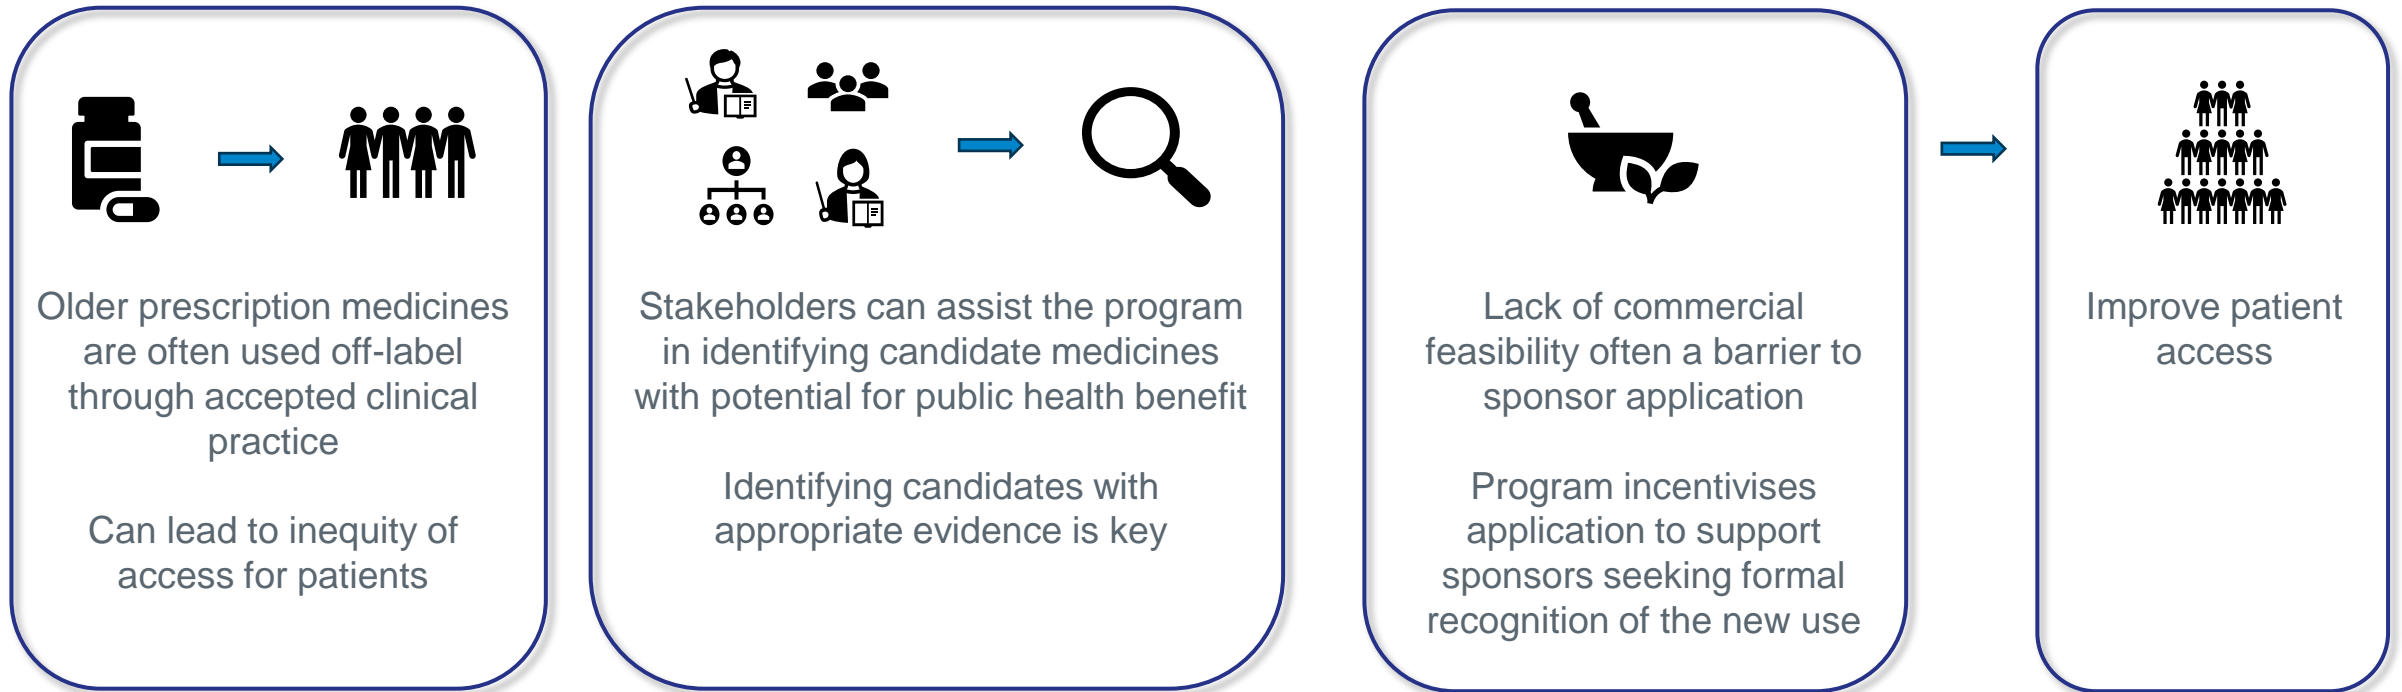 Older prescription medicines
are often used off-label
through accepted clinical
practice
Can lead to inequity of
access for patients
Stakeholders can assist the program
in identifying candidate medicines
with potential for public health benefit
Identifying candidates with
appropriate evidence is key
Lack of commercial
feasibility often a barrier to
sponsor application
Program incentivises
application to support
sponsors seeking formal
recognition of the new use
Improve patient
access